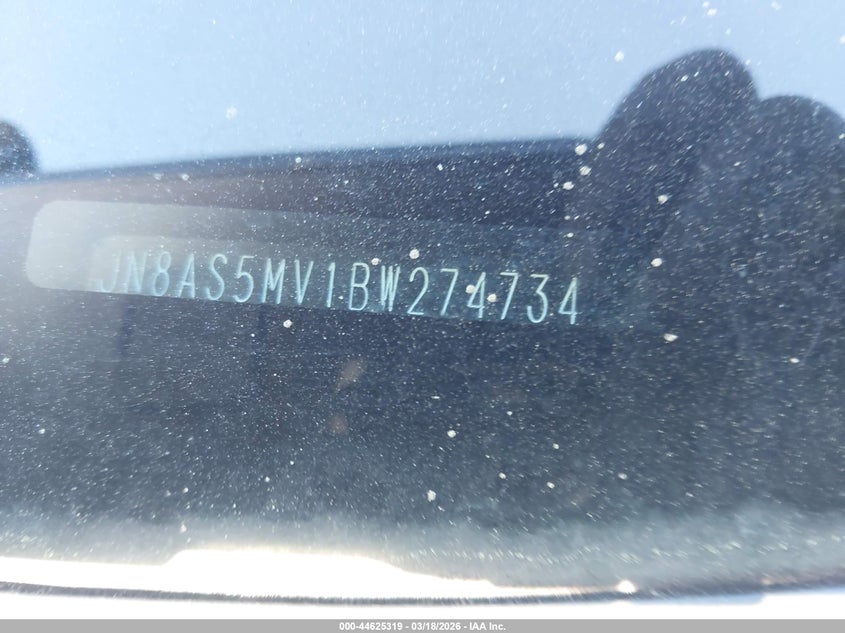 JN8AS5MV1BW274734
000-44625319 | 03/18/2026 - IAA Inc.